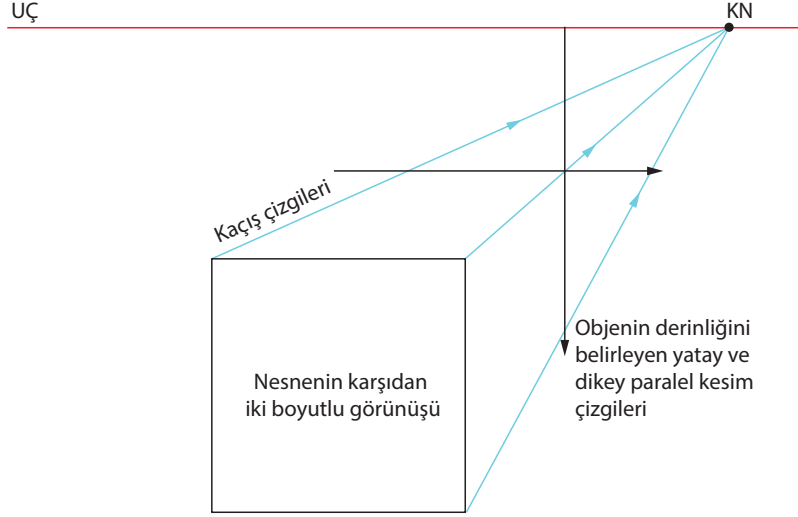 UÇ
KN
Kaçış çizgileri
Nesnenin karşıdan
iki boyutlu görünüşü
Objenin derinliğini
belirleyen yatay ve
dikey paralel kesim
çizgileri